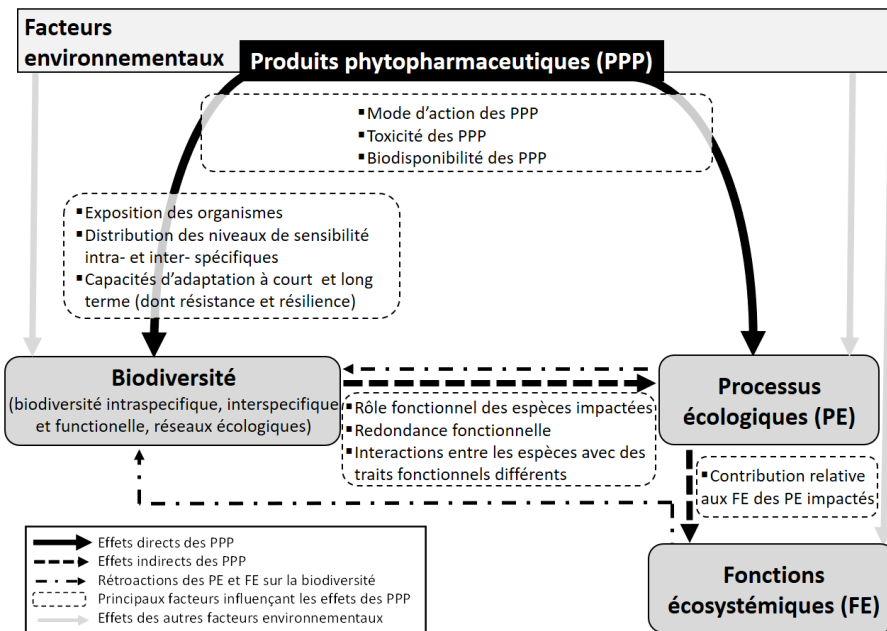 Facteurs
environnementaux
Produits phytopharmaceutiques (PPP)
▪Mode d'action des PPP
▪Toxicité des PPP
▪Biodisponibilité des PPP
▪Exposition des organismes
▪Distribution des niveaux de sensibilité
intra- et inter- spécifiques
▪Capacités d'adaptation à court et long
terme (dont résistance et résilience)
Biodiversité
(biodiversité intraspecifique, interspecifique
et functionelle, réseaux écologiques)
▪Rôle fonctionnel des espèces impactées
▪Redondance fonctionnelle
▪Interactions entre les espèces avec des
traits fonctionnels différents
Processus
écologiques (PE)
▪Contribution relative
aux FE des PE impactés
Fonctions
écosystémiques (FE)
Effets directs des PPP
Effets indirects des PPP
Rétroactions des PE et FE sur la biodiversité
Principaux facteurs influençant les effets des PPP
Effets des autres facteurs environnementaux